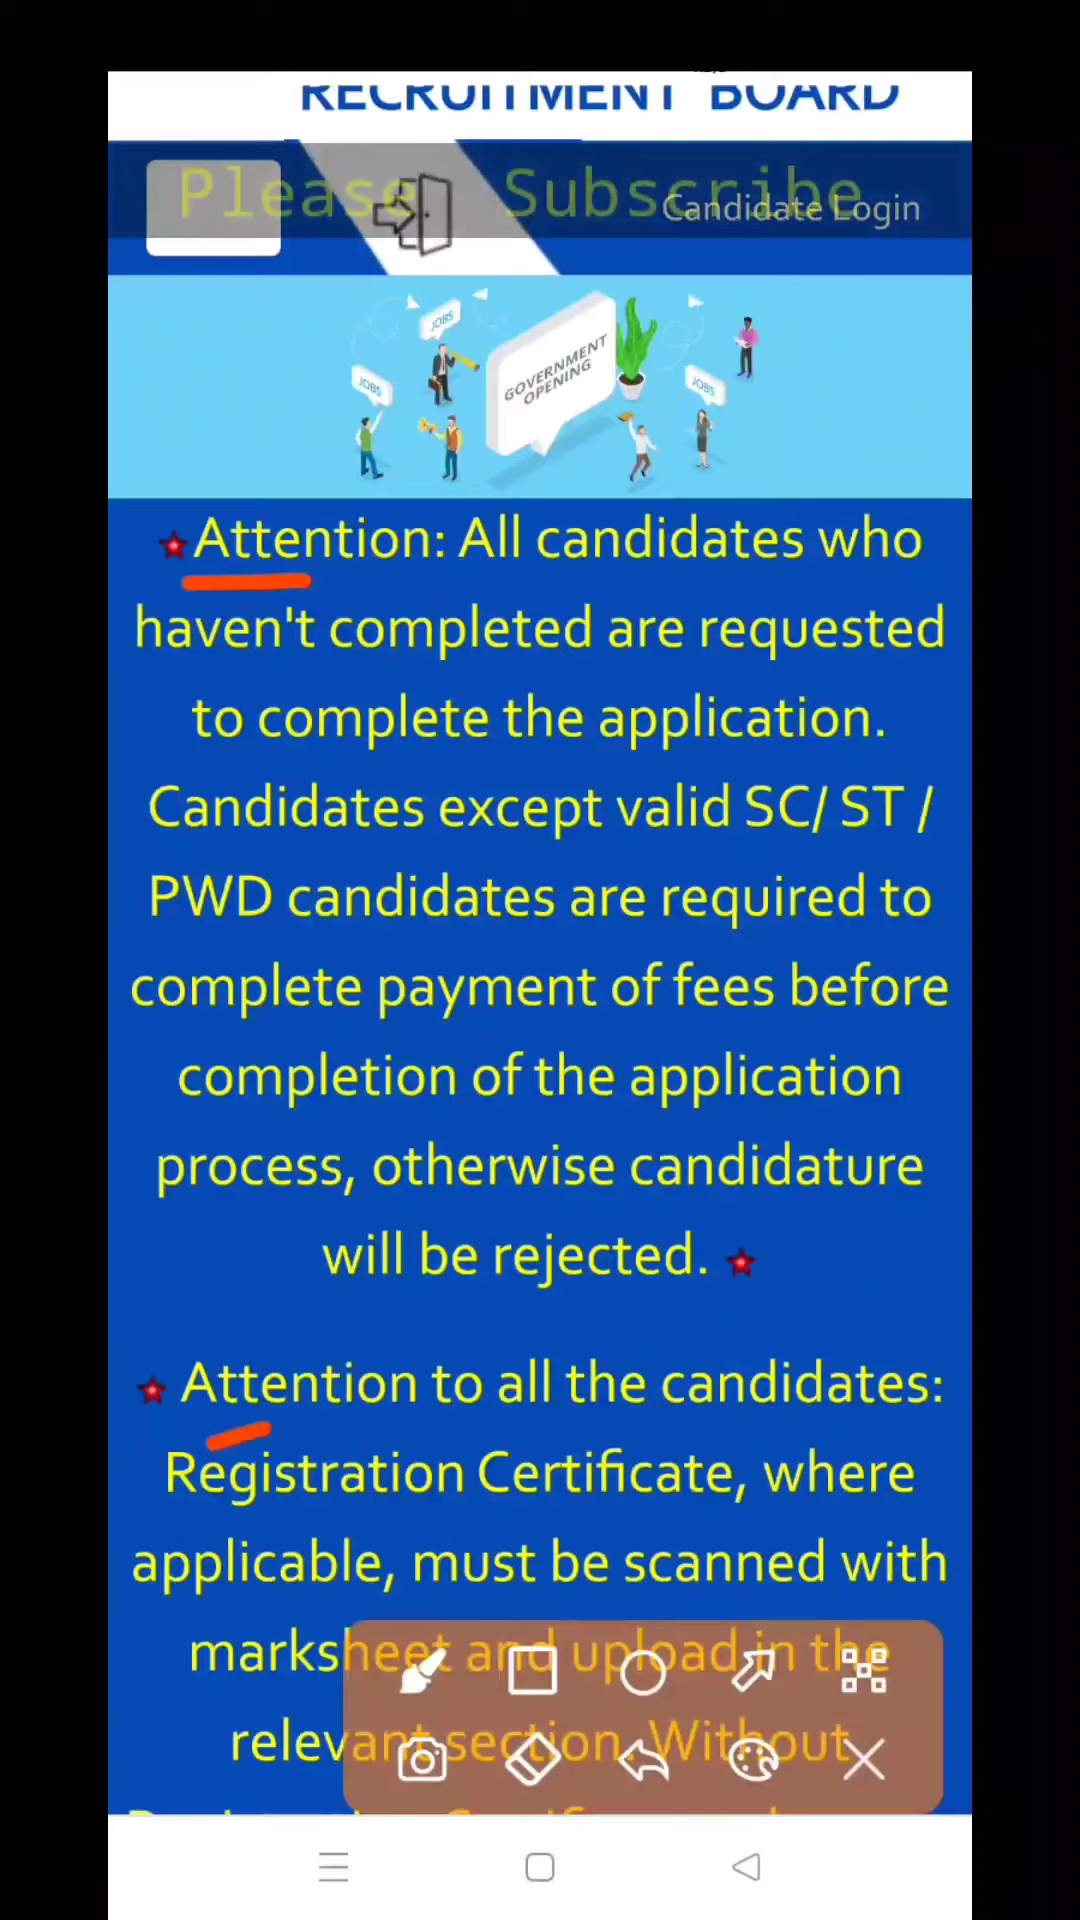 RECRUITMENT BOARD
Please Subscribe
Candidate Login
JOBS
GOVERNMENT
OPENING
JOBS
JOBS
Attention: All candidates who
haven't completed are requested
to complete the application.
Candidates except valid SC/ ST /
PWD candidates are required to
complete payment of fees before
completion of the application
process, otherwise candidature
will be rejected.
Attention to all the candidates:
Registration Certificate, where
applicable, must be scanned with
marksheet and upload in the
relevant section. Without